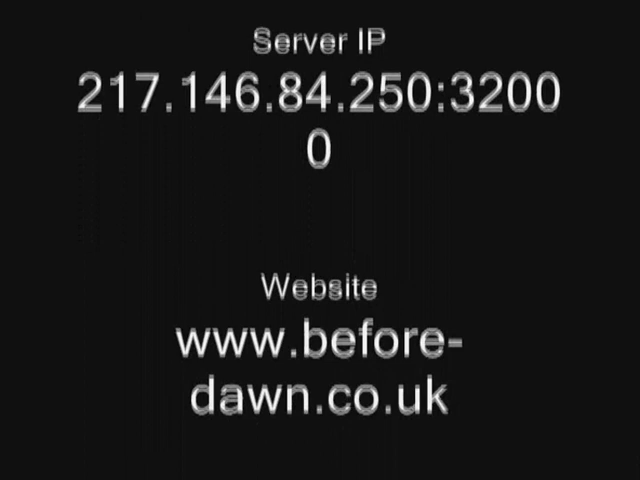 Server IP
217.146.84.250:3200
0
Website
www.before-
dawn.co.uk